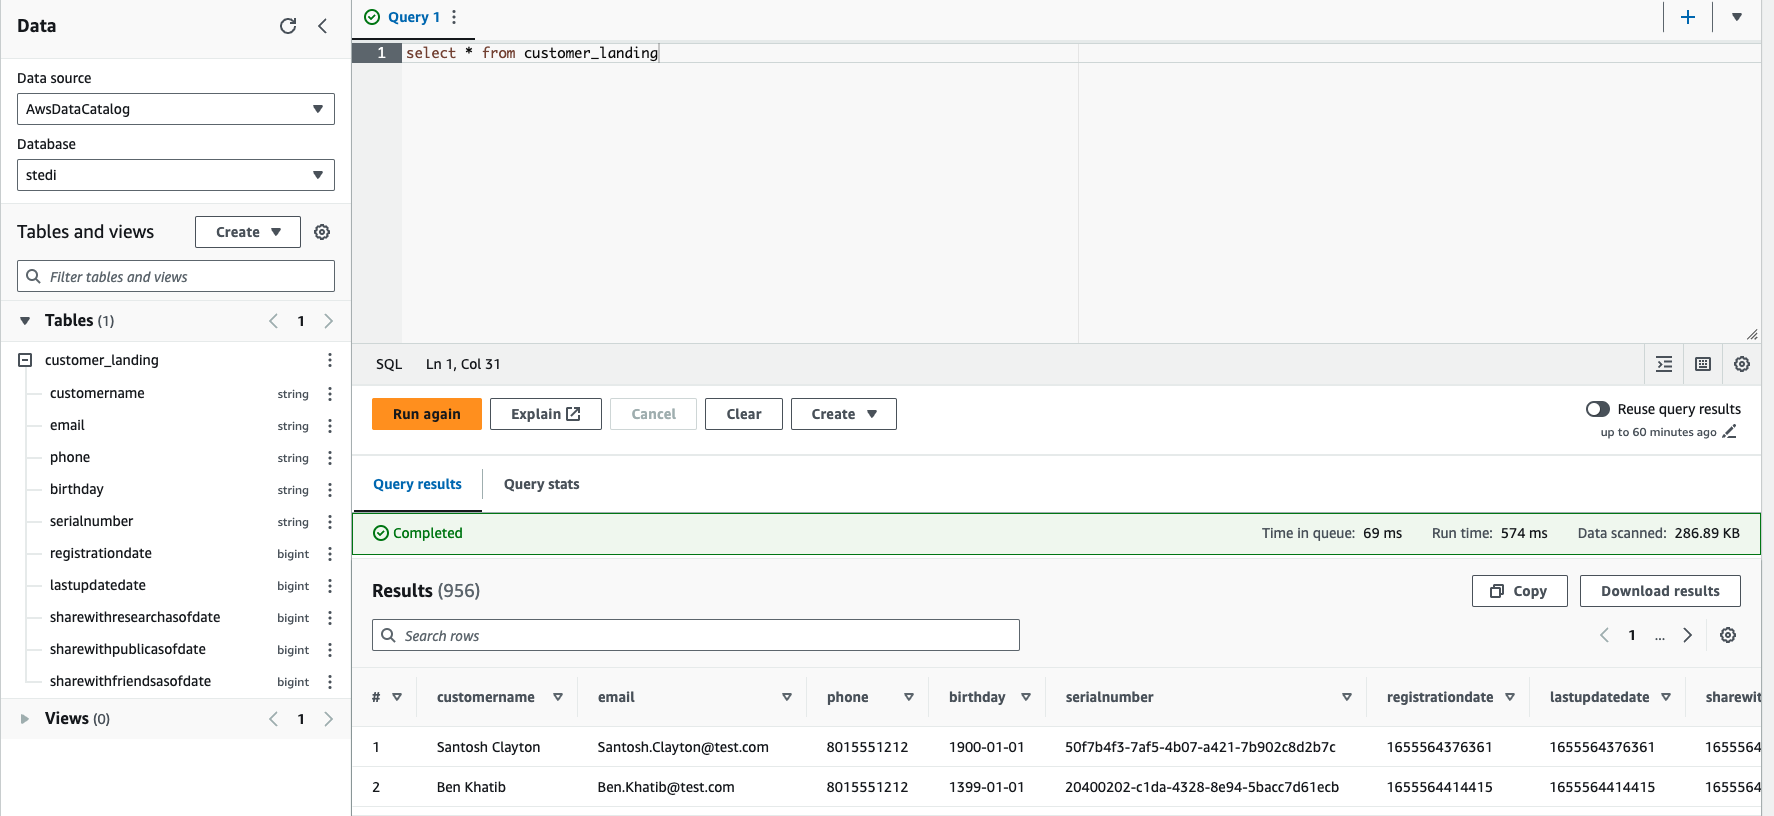 Data
Data source
AwsDataCatalog
Database
stedi
Tables and views
Create
Filter tables and views
Tables (1)
1
customer_landing
customername string
email string
phone string
birthday string
serialnumber string
registrationdate bigint
lastupdatedate bigint
sharewithresearchasofdate bigint
sharewithpublicasofdate bigint
sharewithfriendsasofdate bigint
Views (0)
1
Query 1
1 select * from customer_landing
SQL Ln 1, Col 31
Run again Explain Cancel Clear Create
Reuse query results
up to 60 minutes ago
Query results Query stats
Completed Time in queue: 69 ms Run time: 574 ms Data scanned: 286.89 KB
Results (956) Copy Download results
Search rows 1 ...
# customername email phone birthday serialnumber registrationdate lastupdatedate sharewit
1 Santosh Clayton Santosh.Clayton@test.com 8015551212 1900-01-01 50f7b4f3-7af5-4b07-a421-7b902c8d2b7c 1655564376361 1655564376361 1655564
2 Ben Khatib Ben.Khatib@test.com 8015551212 1399-01-01 20400202-c1da-4328-8e94-5bacc7d61ecb 1655564414415 1655564414415 1655564